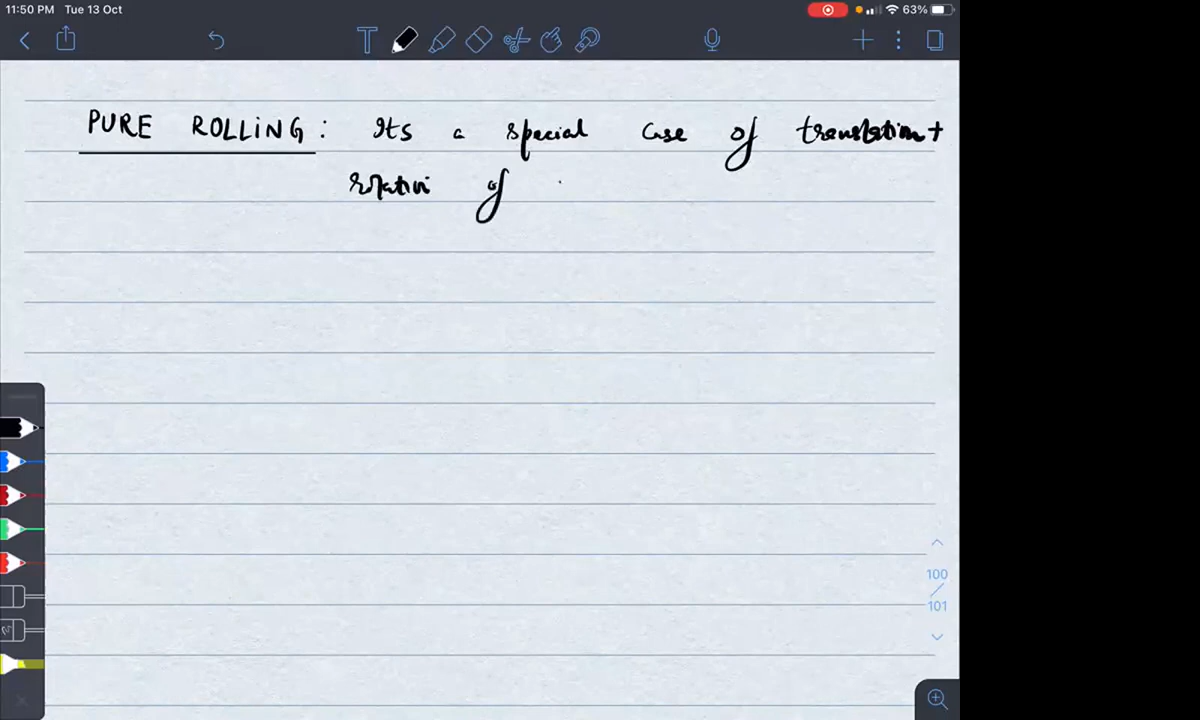 11:50 PM Tue 13 Oct
63%
T
PURE ROLLING: Its a special case of translation +
rotation of
100
101